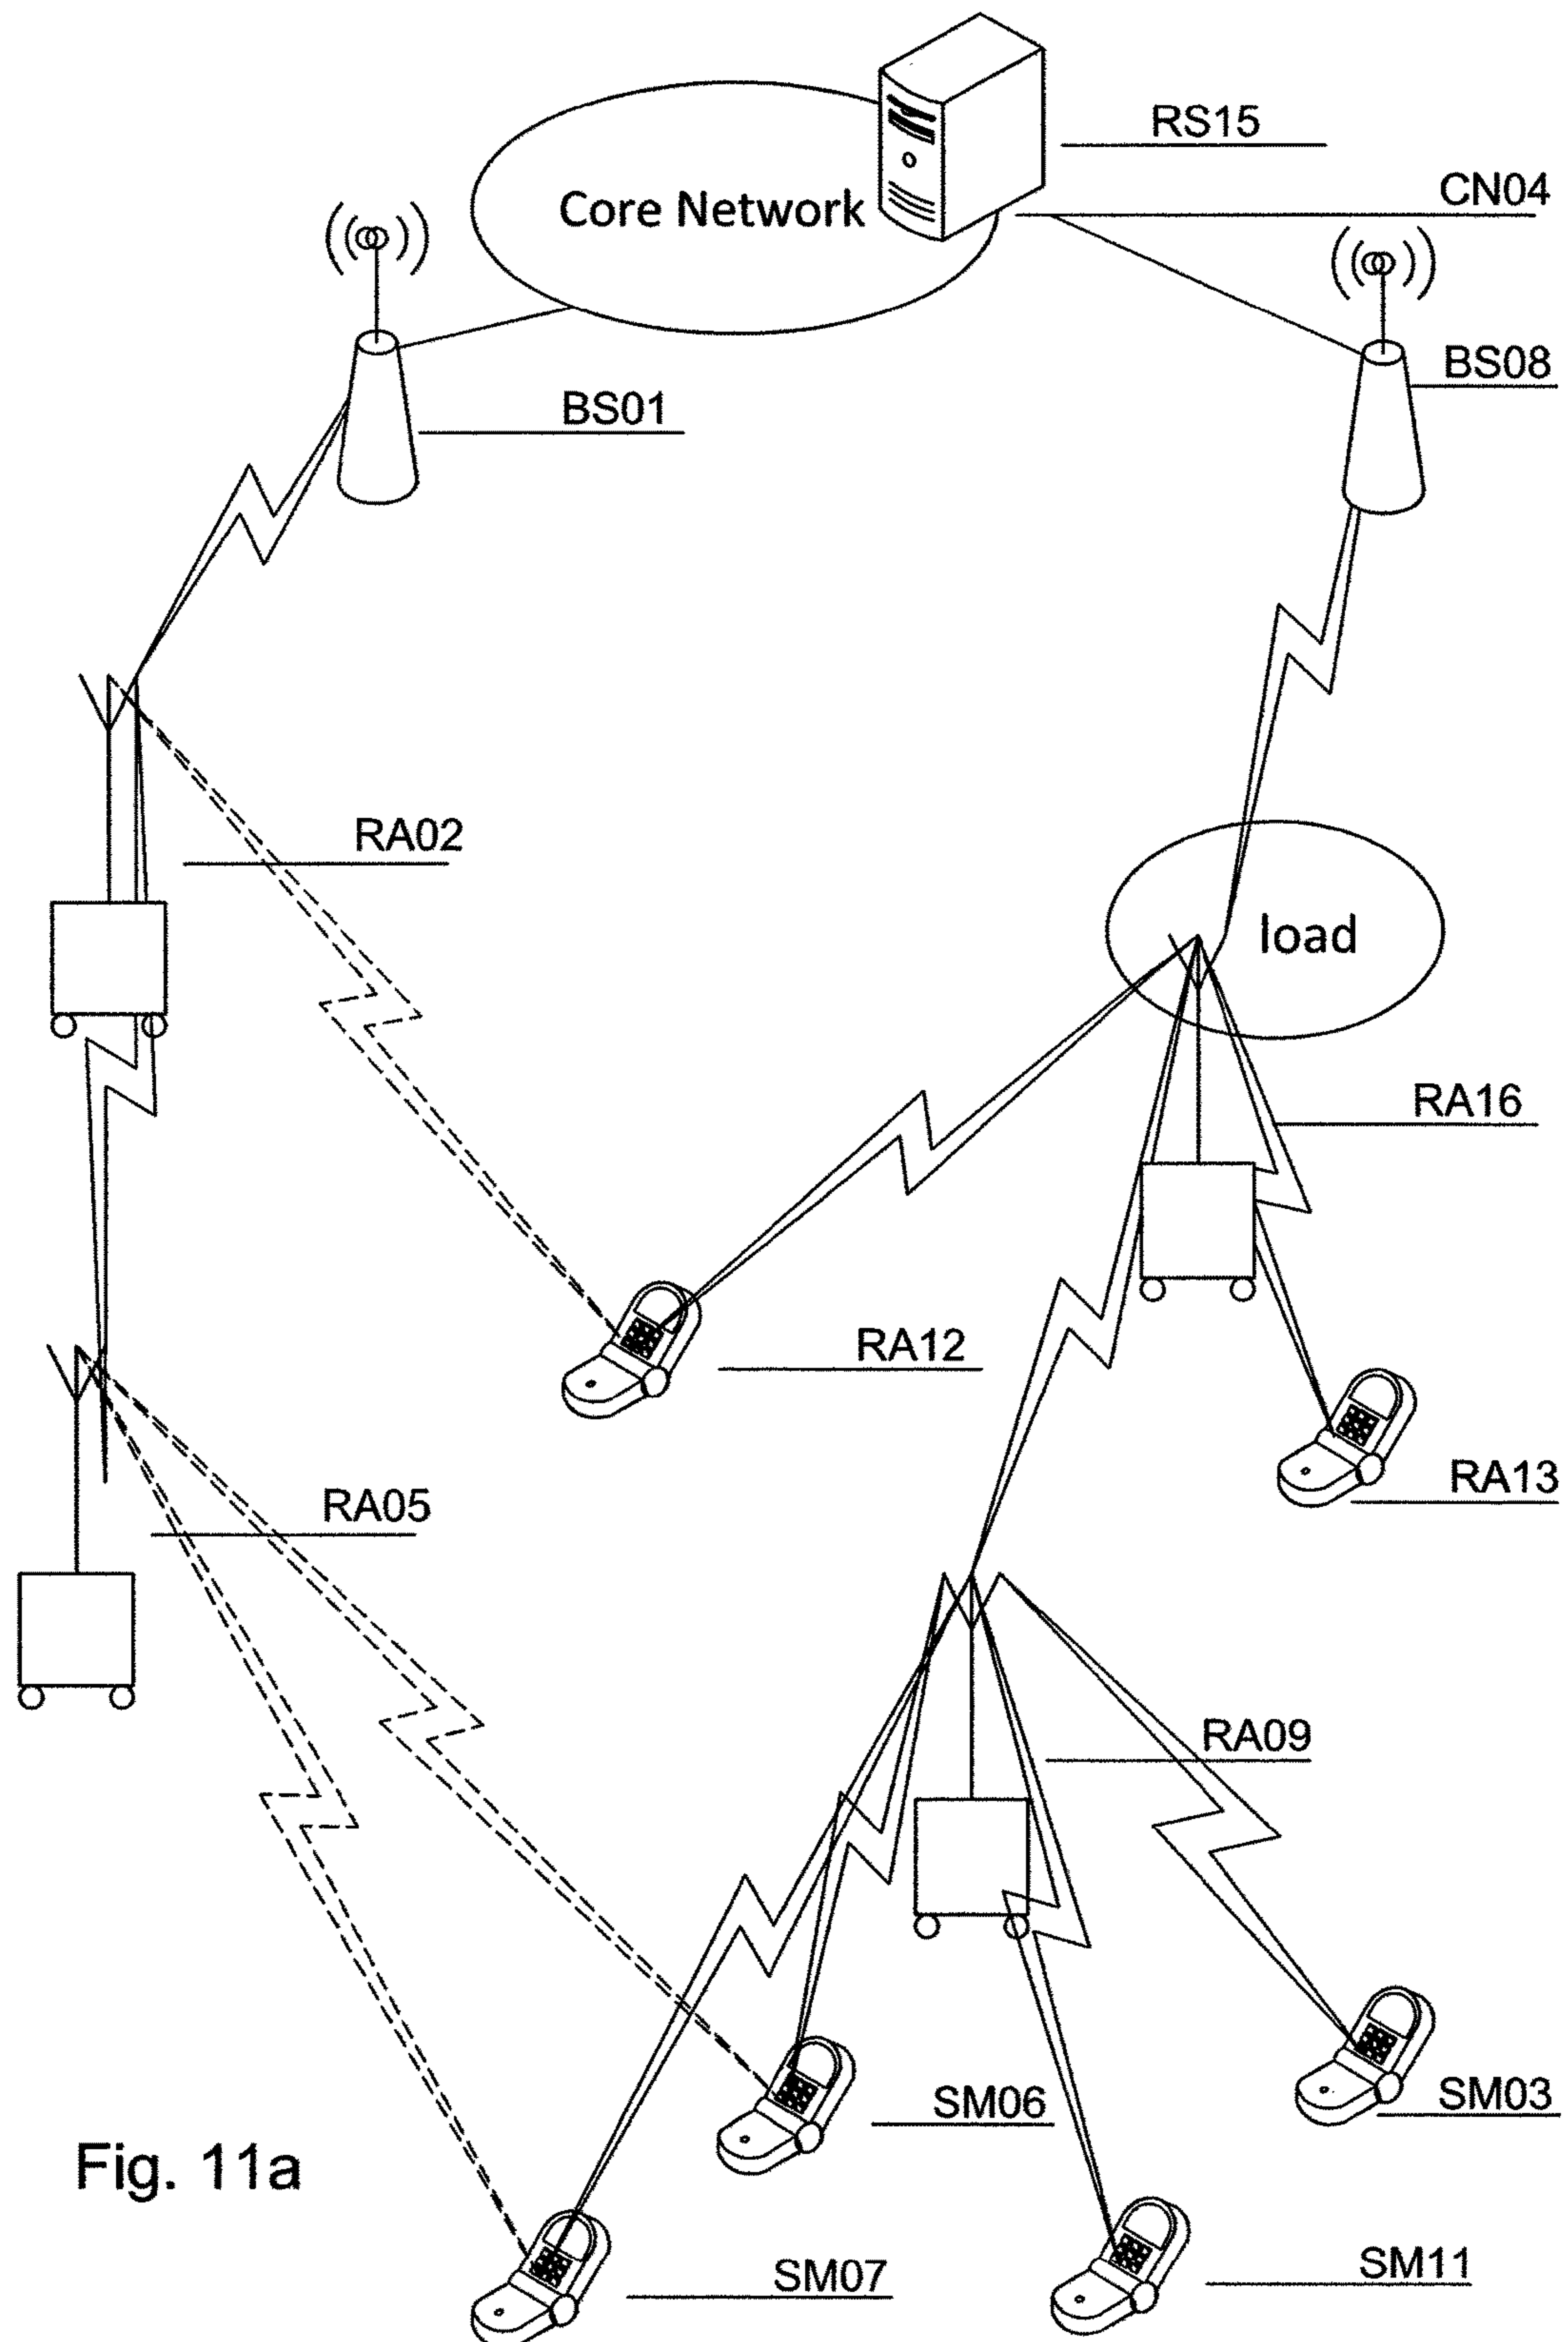 RS15
Core Network
CN04
BS08
BS01
RA02
load
RA16
RA12
RA13
RA05
RA09
SM06
SM03
Fig. 11a
SM07
SM11